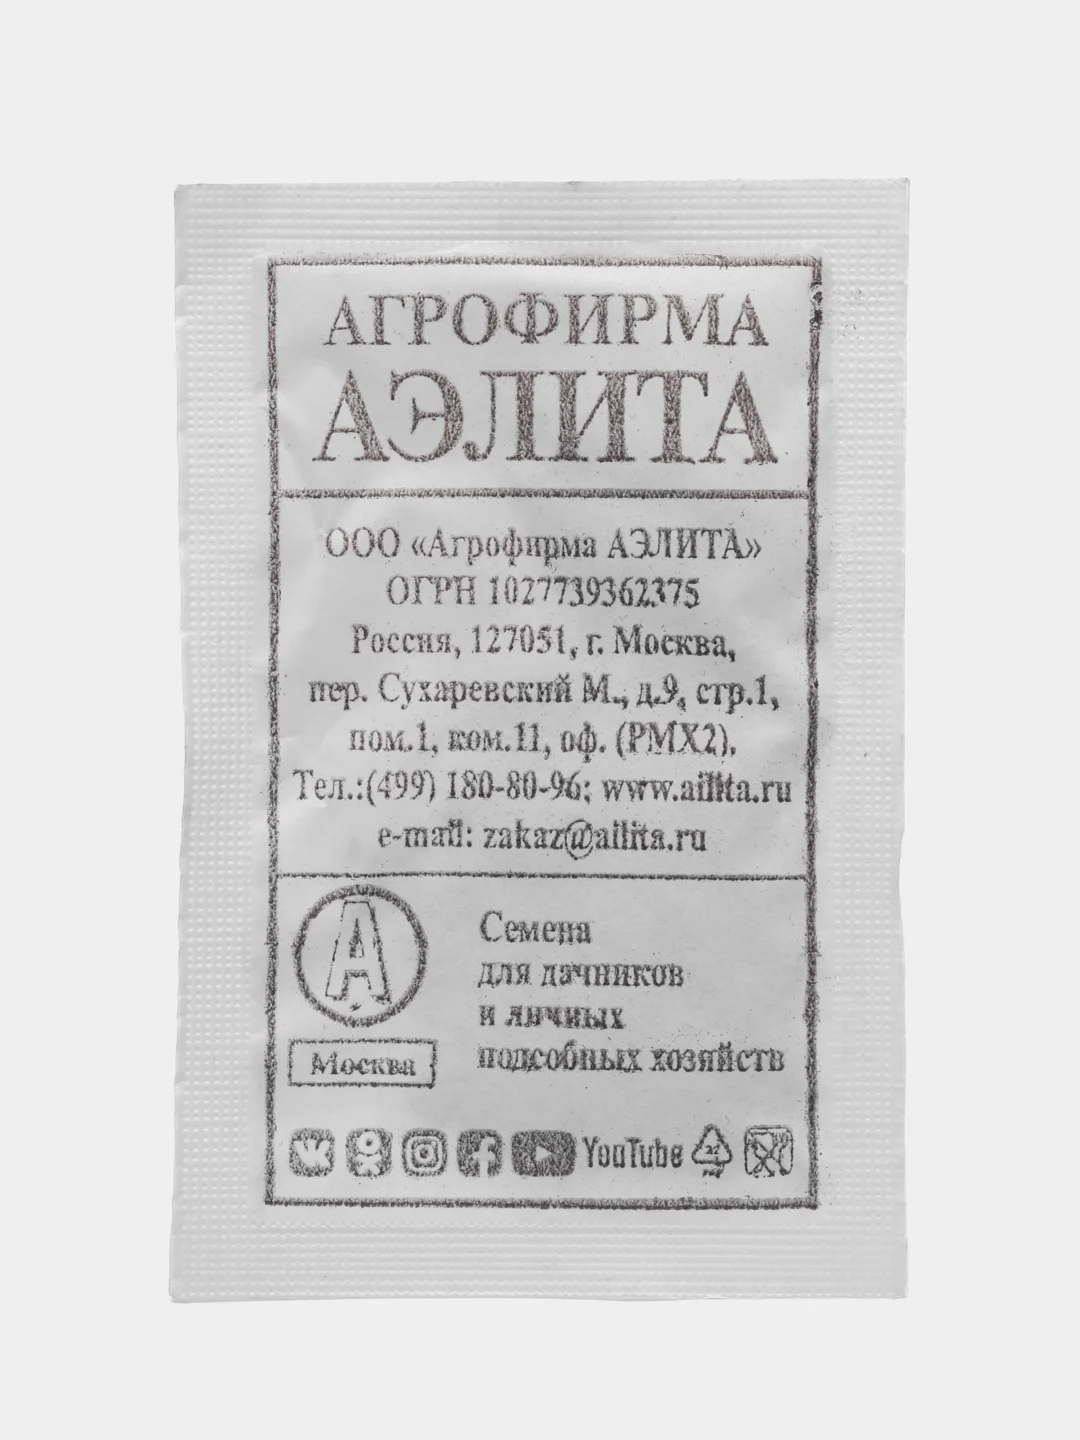 АГРОФИРМА
АЭЛИТА
ООО «Агрофирма АЭЛИТА»
ОГРН 1027739362375
Россия, 127051, г. Москва,
пер. Сухаревский М., д.9, стр.1,
пом.1, ком.11, оф. (РМХ2).
Тел.:(499) 180-80-96; www.ailita.ru
e-mail: zakaz@ailita.ru
А
Москва
Семена
для дачников
и личных
подсобных хозяйств
YouTube